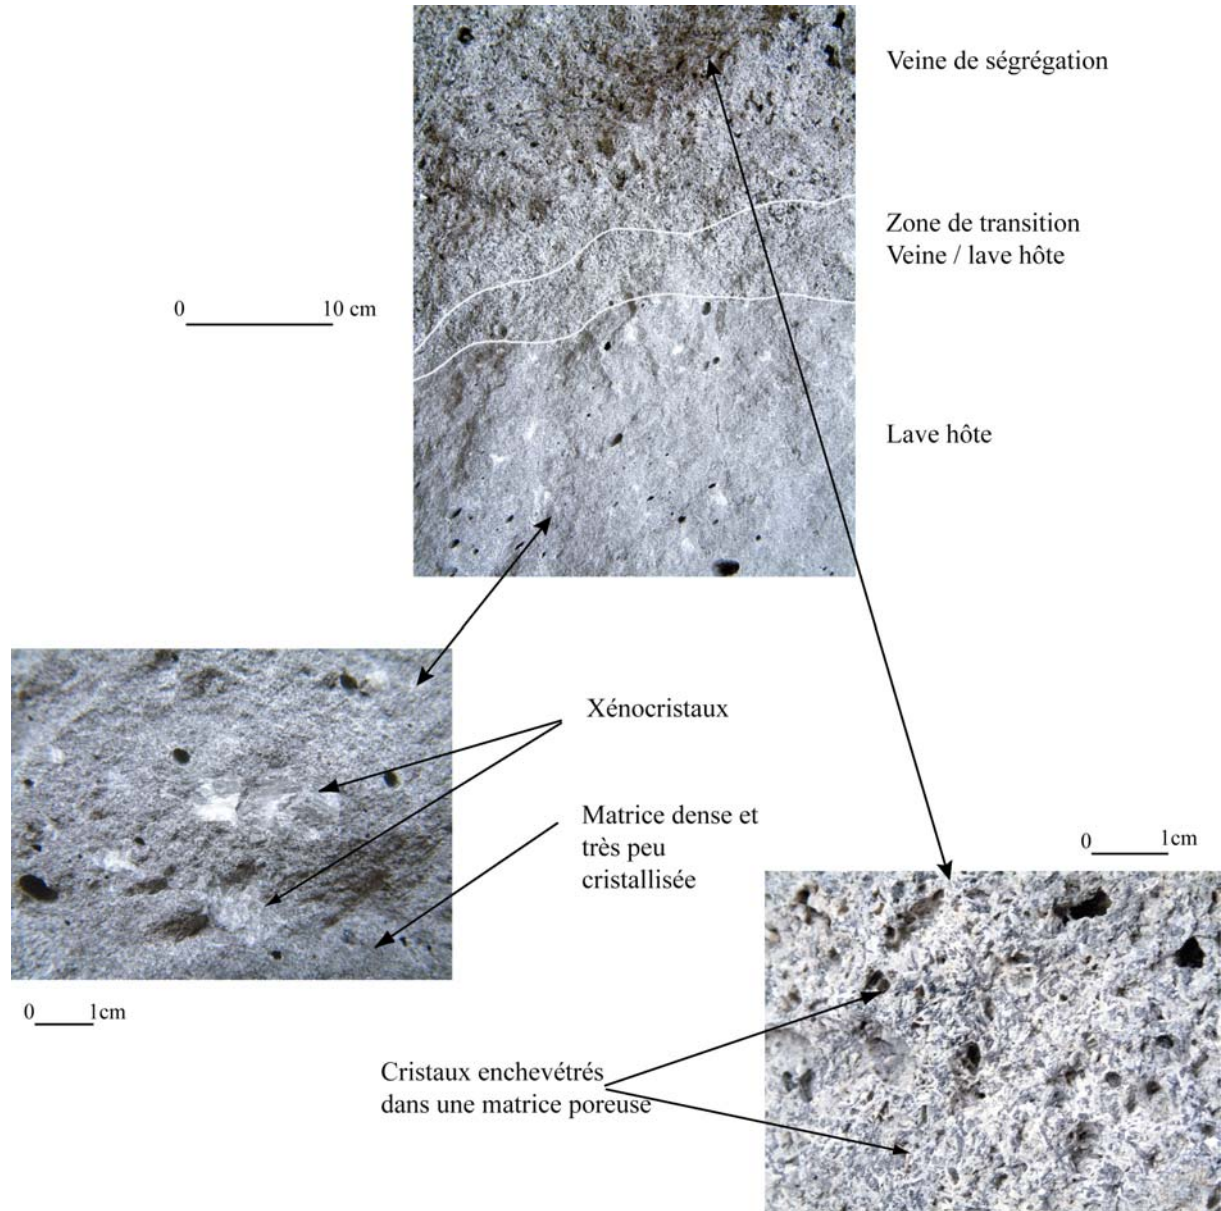 Veine de ségrégation
Zone de transition
Veine / lave hôte
0 10 cm
Lave hôte
Xénocristaux
Matrice dense et
très peu
cristallisée
0 1cm
0 1cm
Cristaux enchevétrés
dans une matrice poreuse